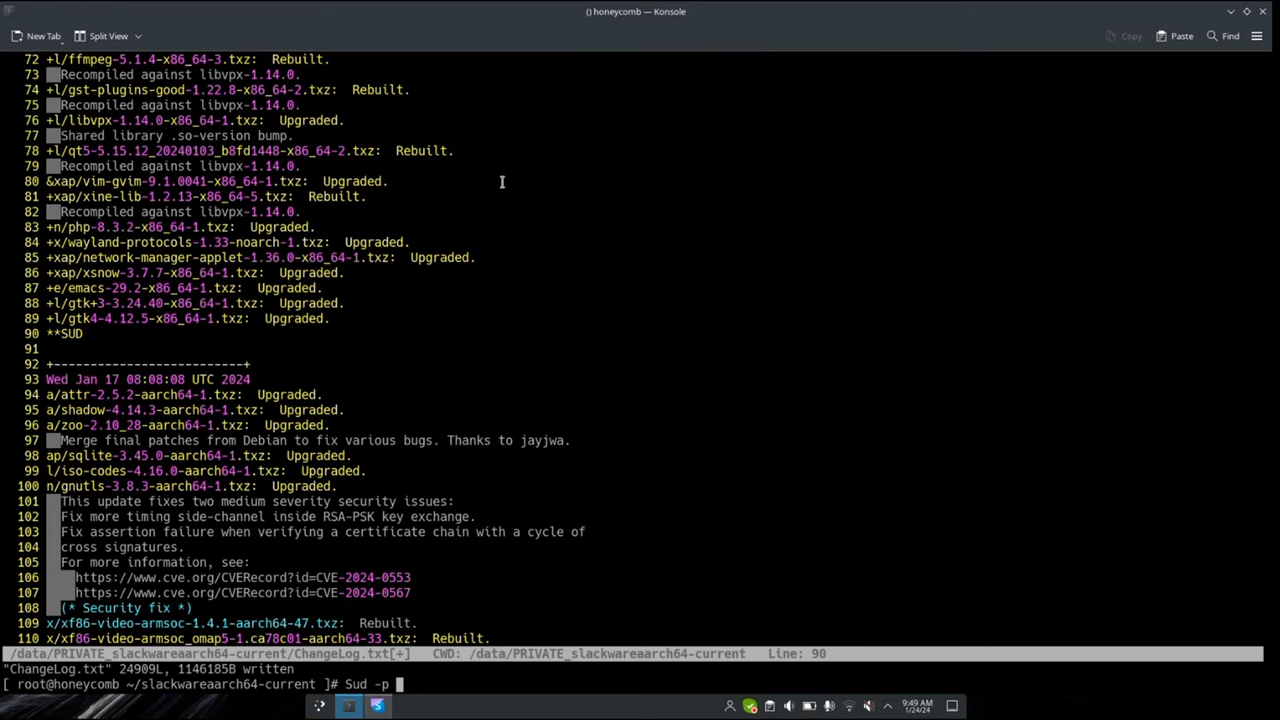 () honeycomb — Konsole
New Tab Split View Copy Paste Find
72 +l/ffmpeg-5.1.4-x86_64-3.txz:  Rebuilt.
73 Recompiled against libvpx-1.14.0.
74 +l/gst-plugins-good-1.22.8-x86_64-2.txz:  Rebuilt.
75 Recompiled against libvpx-1.14.0.
76 +l/libvpx-1.14.0-x86_64-1.txz:  Upgraded.
77 Shared library .so-version bump.
78 +l/qt5-5.15.12_20240103_b8fd1448-x86_64-2.txz:  Rebuilt.
79 Recompiled against libvpx-1.14.0.
80 &xap/vim-gvim-9.1.0041-x86_64-1.txz:  Upgraded.
81 +xap/xine-lib-1.2.13-x86_64-5.txz:  Rebuilt.
82 Recompiled against libvpx-1.14.0.
83 +n/php-8.3.2-x86_64-1.txz:  Upgraded.
84 +x/wayland-protocols-1.33-noarch-1.txz:  Upgraded.
85 +xap/network-manager-applet-1.36.0-x86_64-1.txz:  Upgraded.
86 +xap/xsnow-3.7.7-x86_64-1.txz:  Upgraded.
87 +e/emacs-29.2-x86_64-1.txz:  Upgraded.
88 +l/gtk+3-3.24.40-x86_64-1.txz:  Upgraded.
89 +l/gtk4-4.12.5-x86_64-1.txz:  Upgraded.
90 **SUD
91
92 +--------------------------+
93 Wed Jan 17 08:08:08 UTC 2024
94 a/attr-2.5.2-aarch64-1.txz:  Upgraded.
95 a/shadow-4.14.3-aarch64-1.txz:  Upgraded.
96 a/zoo-2.10_28-aarch64-1.txz:  Upgraded.
97 Merge final patches from Debian to fix various bugs. Thanks to jayjwa.
98 ap/sqlite-3.45.0-aarch64-1.txz:  Upgraded.
99 l/iso-codes-4.16.0-aarch64-1.txz:  Upgraded.
100 n/gnutls-3.8.3-aarch64-1.txz:  Upgraded.
101 This update fixes two medium severity security issues:
102 Fix more timing side-channel inside RSA-PSK key exchange.
103 Fix assertion failure when verifying a certificate chain with a cycle of
104 cross signatures.
105 For more information, see:
106 https://www.cve.org/CVERecord?id=CVE-2024-0553
107 https://www.cve.org/CVERecord?id=CVE-2024-0567
108 (* Security fix *)
109 x/xf86-video-armsoc-1.4.1-aarch64-47.txz:  Rebuilt.
110 x/xf86-video-armsoc_omap5-1.ca78c01-aarch64-33.txz:  Rebuilt.
/data/PRIVATE_slackwareaarch64-current/ChangeLog.txt[+]   CWD: /data/PRIVATE_slackwareaarch64-current   Line: 90
"ChangeLog.txt" 24909L, 1146185B written
[ root@honeycomb ~/slackwareaarch64-current ]# Sud -p
9:49 AM
1/24/24